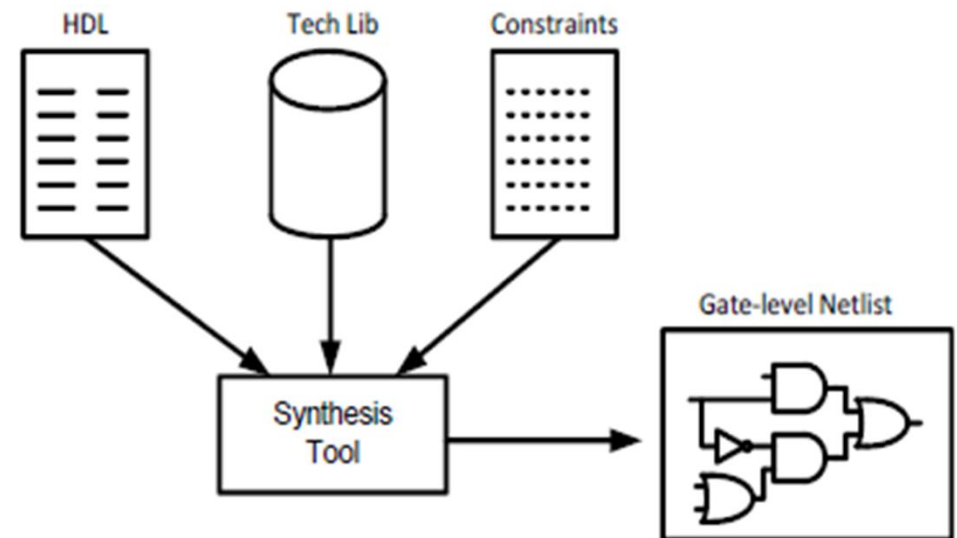 HDL
Tech Lib
Constraints
Gate-level Netlist
Synthesis
Tool